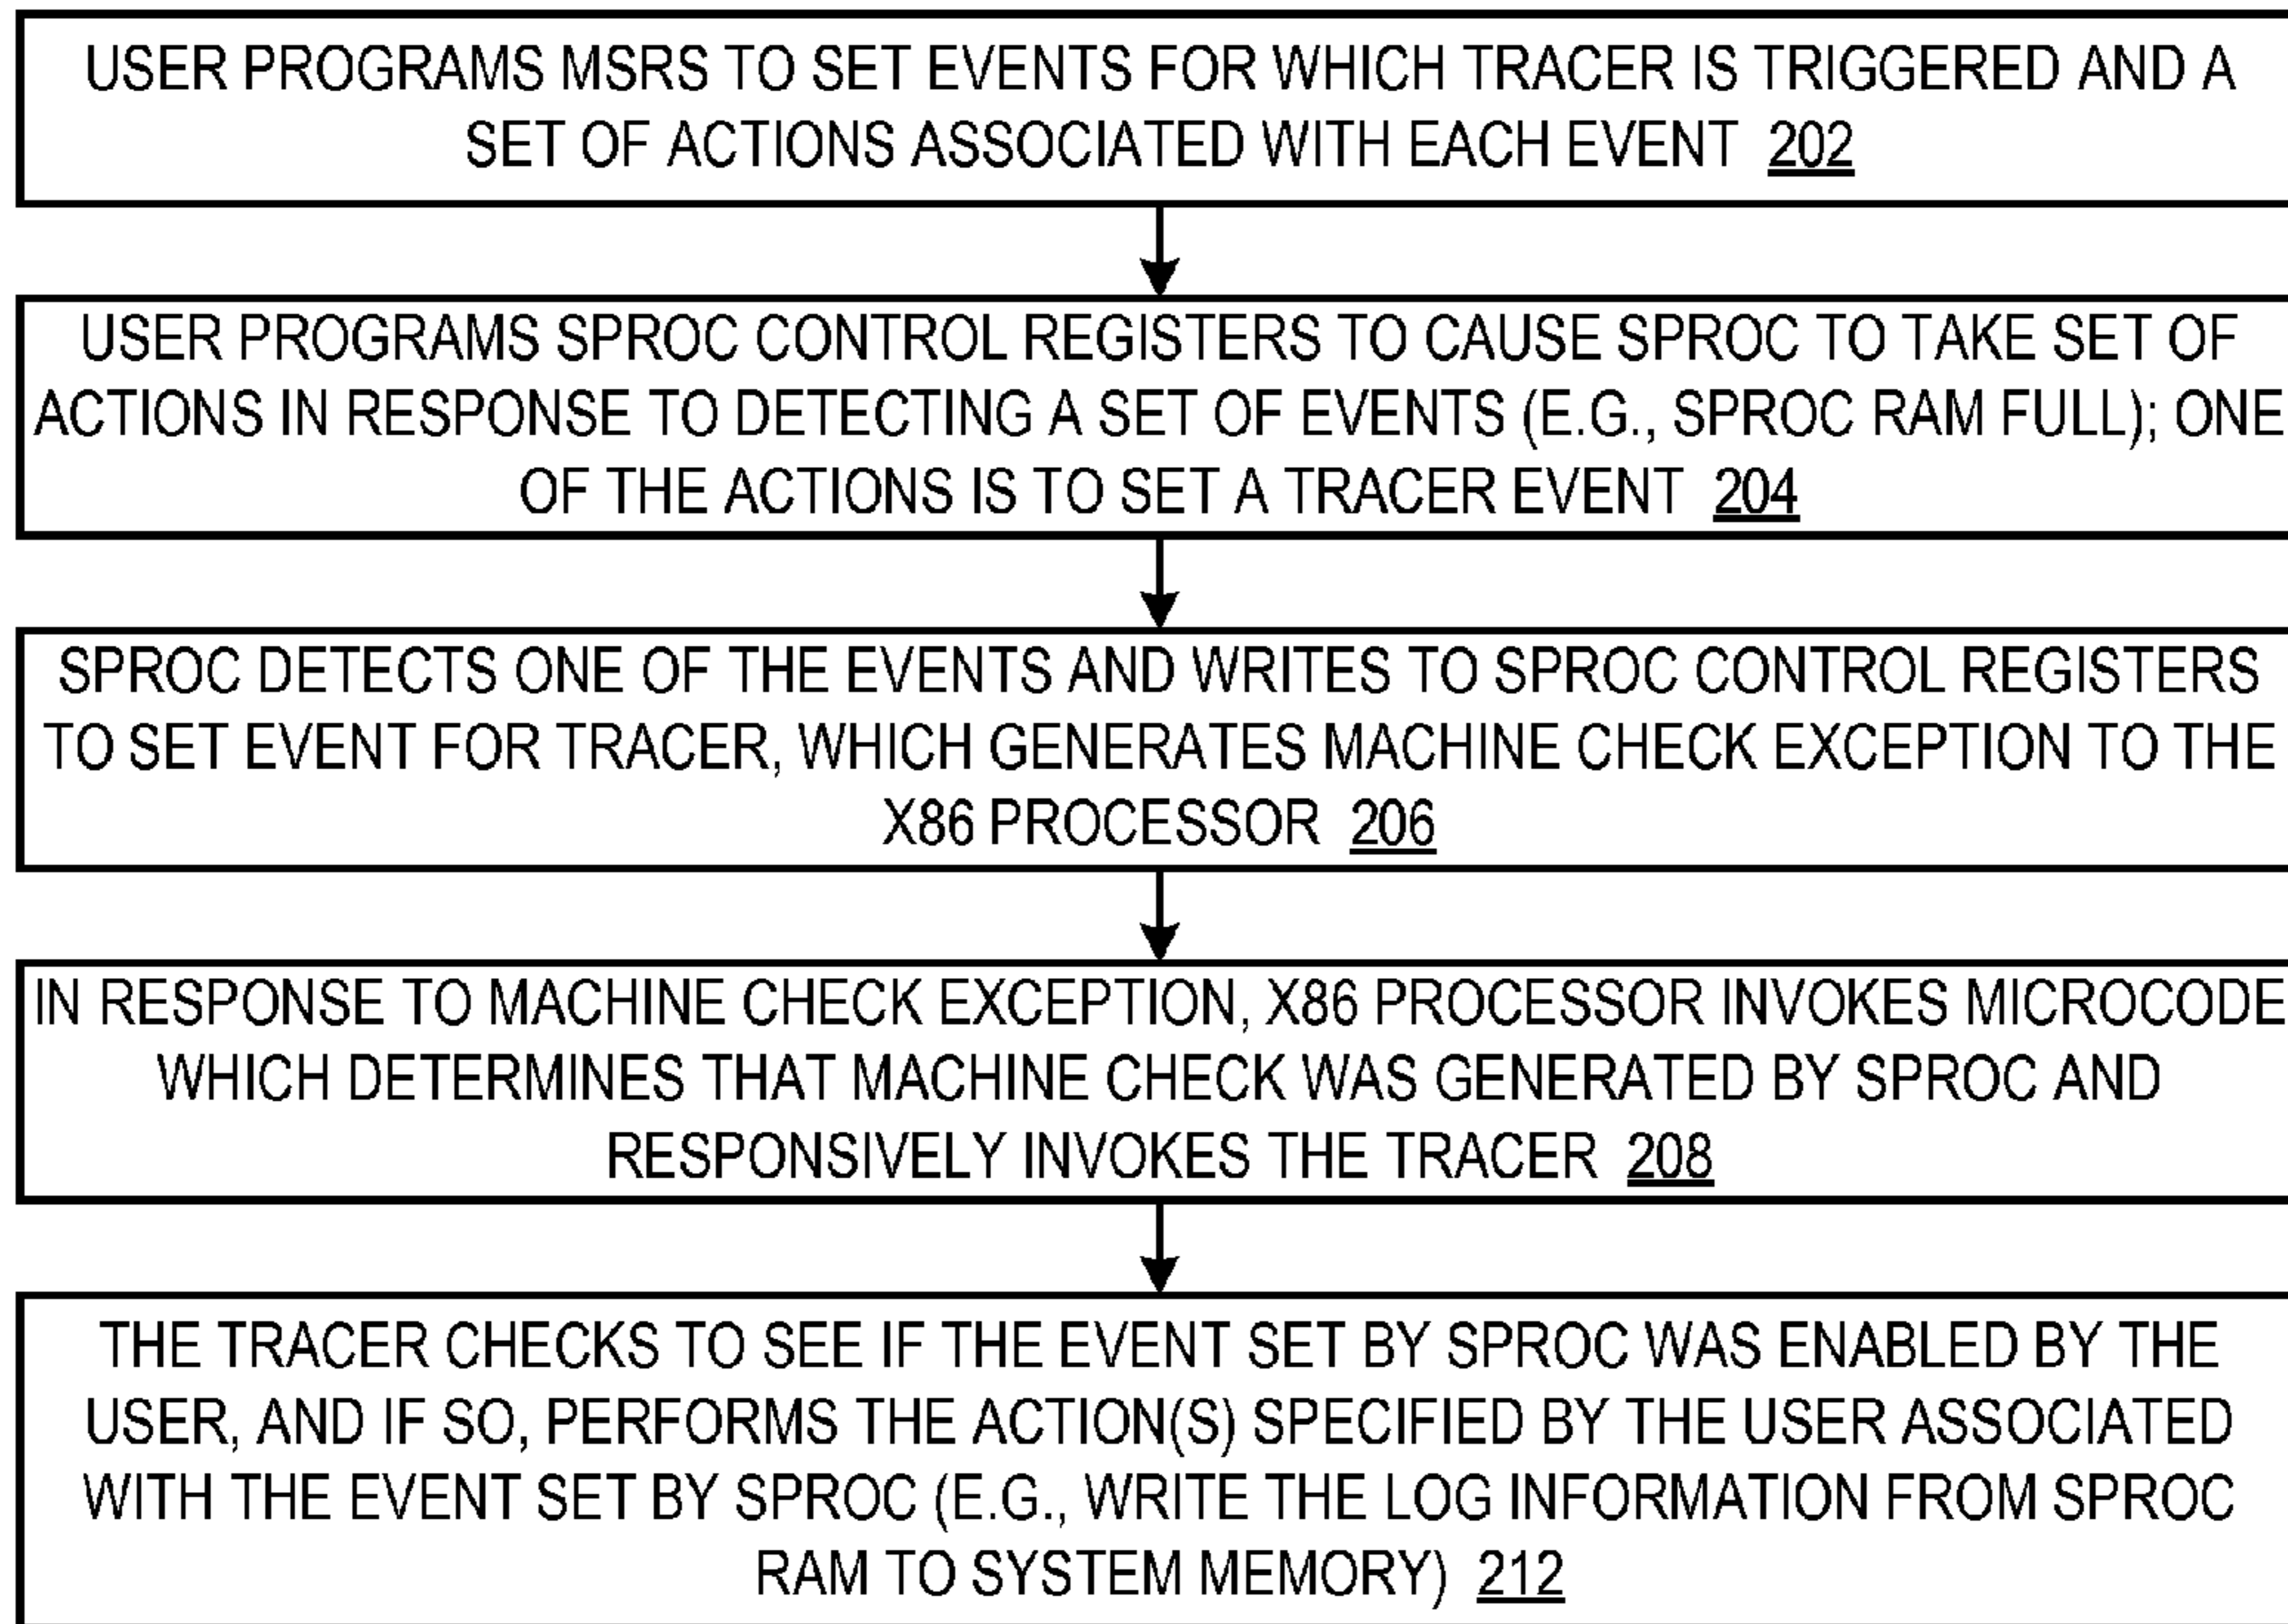 USER PROGRAMS MSRS TO SET EVENTS FOR WHICH TRACER IS TRIGGERED AND A
SET OF ACTIONS ASSOCIATED WITH EACH EVENT 202
USER PROGRAMS SPROC CONTROL REGISTERS TO CAUSE SPROC TO TAKE SET OF
ACTIONS IN RESPONSE TO DETECTING A SET OF EVENTS (E.G., SPROC RAM FULL); ONE
OF THE ACTIONS IS TO SET A TRACER EVENT 204
SPROC DETECTS ONE OF THE EVENTS AND WRITES TO SPROC CONTROL REGISTERS
TO SET EVENT FOR TRACER, WHICH GENERATES MACHINE CHECK EXCEPTION TO THE
X86 PROCESSOR 206
IN RESPONSE TO MACHINE CHECK EXCEPTION, X86 PROCESSOR INVOKES MICROCODE
WHICH DETERMINES THAT MACHINE CHECK WAS GENERATED BY SPROC AND
RESPONSIVELY INVOKES THE TRACER 208
THE TRACER CHECKS TO SEE IF THE EVENT SET BY SPROC WAS ENABLED BY THE
USER, AND IF SO, PERFORMS THE ACTION(S) SPECIFIED BY THE USER ASSOCIATED
WITH THE EVENT SET BY SPROC (E.G., WRITE THE LOG INFORMATION FROM SPROC
RAM TO SYSTEM MEMORY) 212